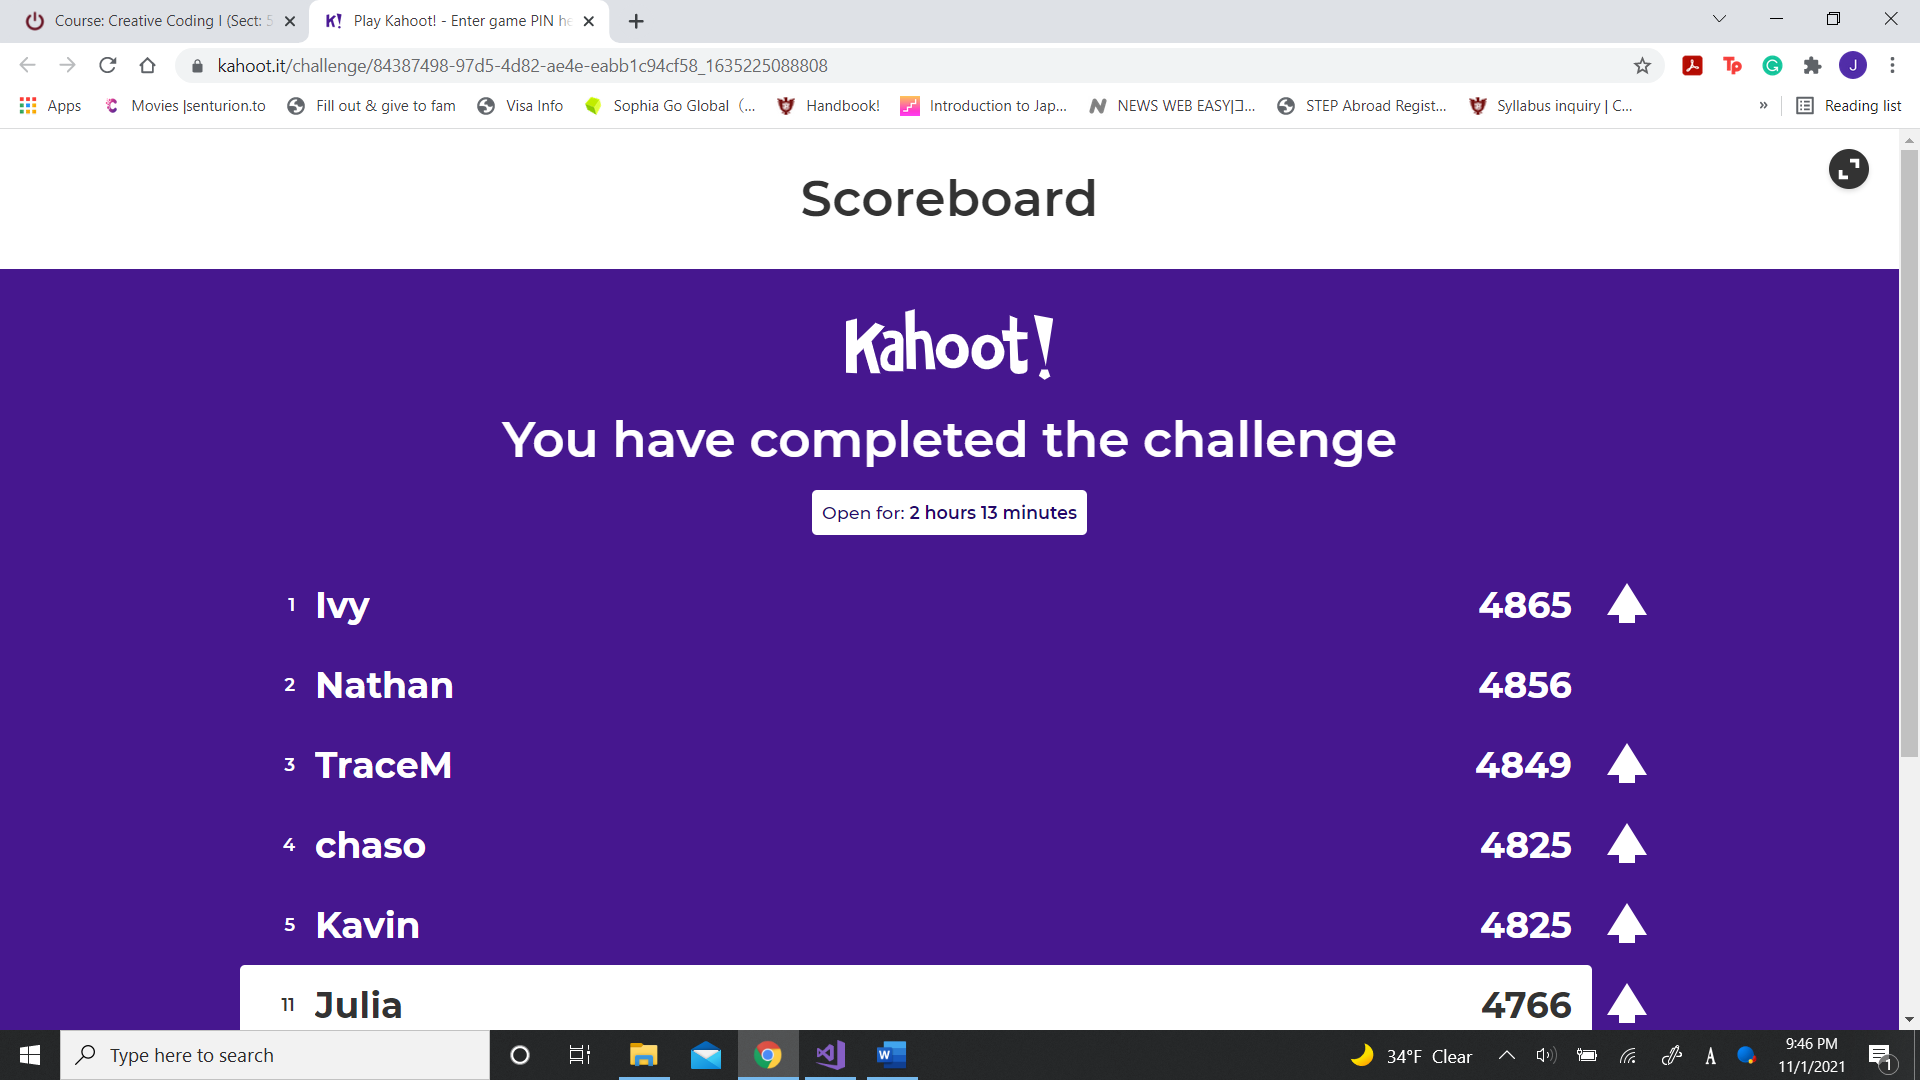 Course: Creative Coding I (Sect: 5
K! Play Kahoot! - Enter game PIN he
kahoot.it/challenge/84387498-97d5-4d82-ae4e-eabb1c94cf58_1635225088808
Tp
G
J
Apps
Movies |senturion.to
Fill out & give to fam
Visa Info
Sophia Go Global (...
Handbook!
Introduction to Jap...
NEWS WEB EASY|ニ...
STEP Abroad Regist...
Syllabus inquiry | C...
»
Reading list
Scoreboard
Kahoot!
You have completed the challenge
Open for: 2 hours 13 minutes
1 Ivy 4865
2 Nathan 4856
3 TraceM 4849
4 chaso 4825
5 Kavin 4825
11 Julia 4766
Type here to search
W
34°F Clear
A
9:46 PM
11/1/2021
1